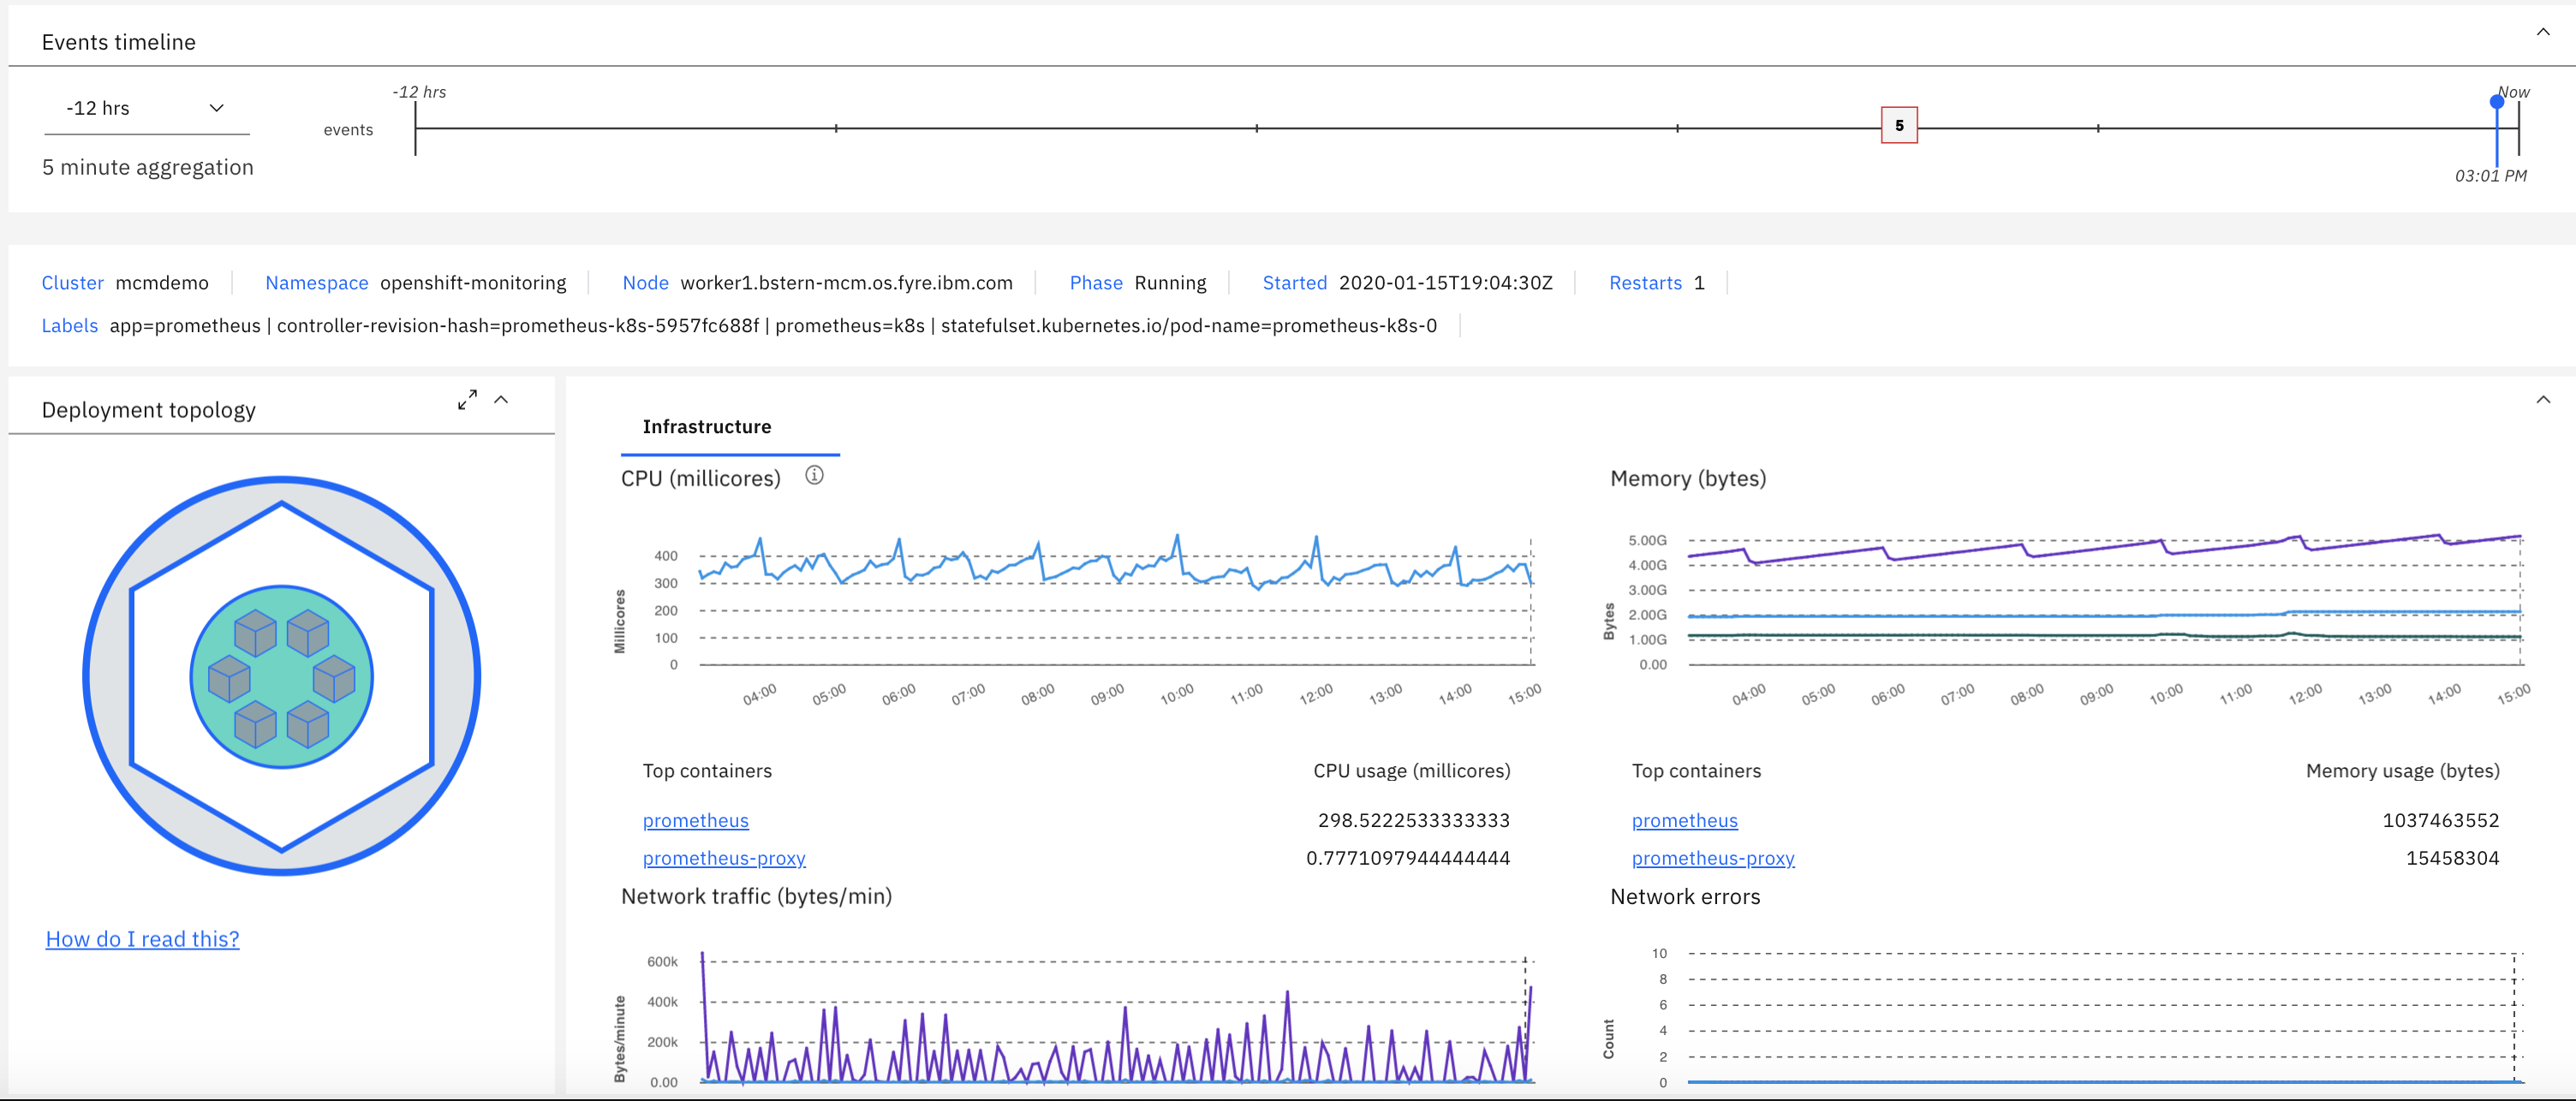 Events timeline
-12 hrs
5 minute aggregation
events
-12 hrs
5
Now
03:01 PM
Cluster mcmdemo Namespace openshift-monitoring Node worker1.bstern-mcm.os.fyre.ibm.com Phase Running Started 2020-01-15T19:04:30Z Restarts 1
Labels app=prometheus | controller-revision-hash=prometheus-k8s-5957fc688f | prometheus=k8s | statefulset.kubernetes.io/pod-name=prometheus-k8s-0
Deployment topology
How do I read this?
Infrastructure
CPU (millicores)
Millicores
400
300
200
100
0
04:00 05:00 06:00 07:00 08:00 09:00 10:00 11:00 12:00 13:00 14:00 15:00
Top containers CPU usage (millicores)
prometheus 298.5222533333333
prometheus-proxy 0.7771097944444444
Memory (bytes)
Bytes
5.00G
4.00G
3.00G
2.00G
1.00G
0.00
04:00 05:00 06:00 07:00 08:00 09:00 10:00 11:00 12:00 13:00 14:00 15:00
Top containers Memory usage (bytes)
prometheus 1037463552
prometheus-proxy 15458304
Network traffic (bytes/min)
Bytes/minute
600k
400k
200k
0.00
Network errors
Count
10
8
6
4
2
0